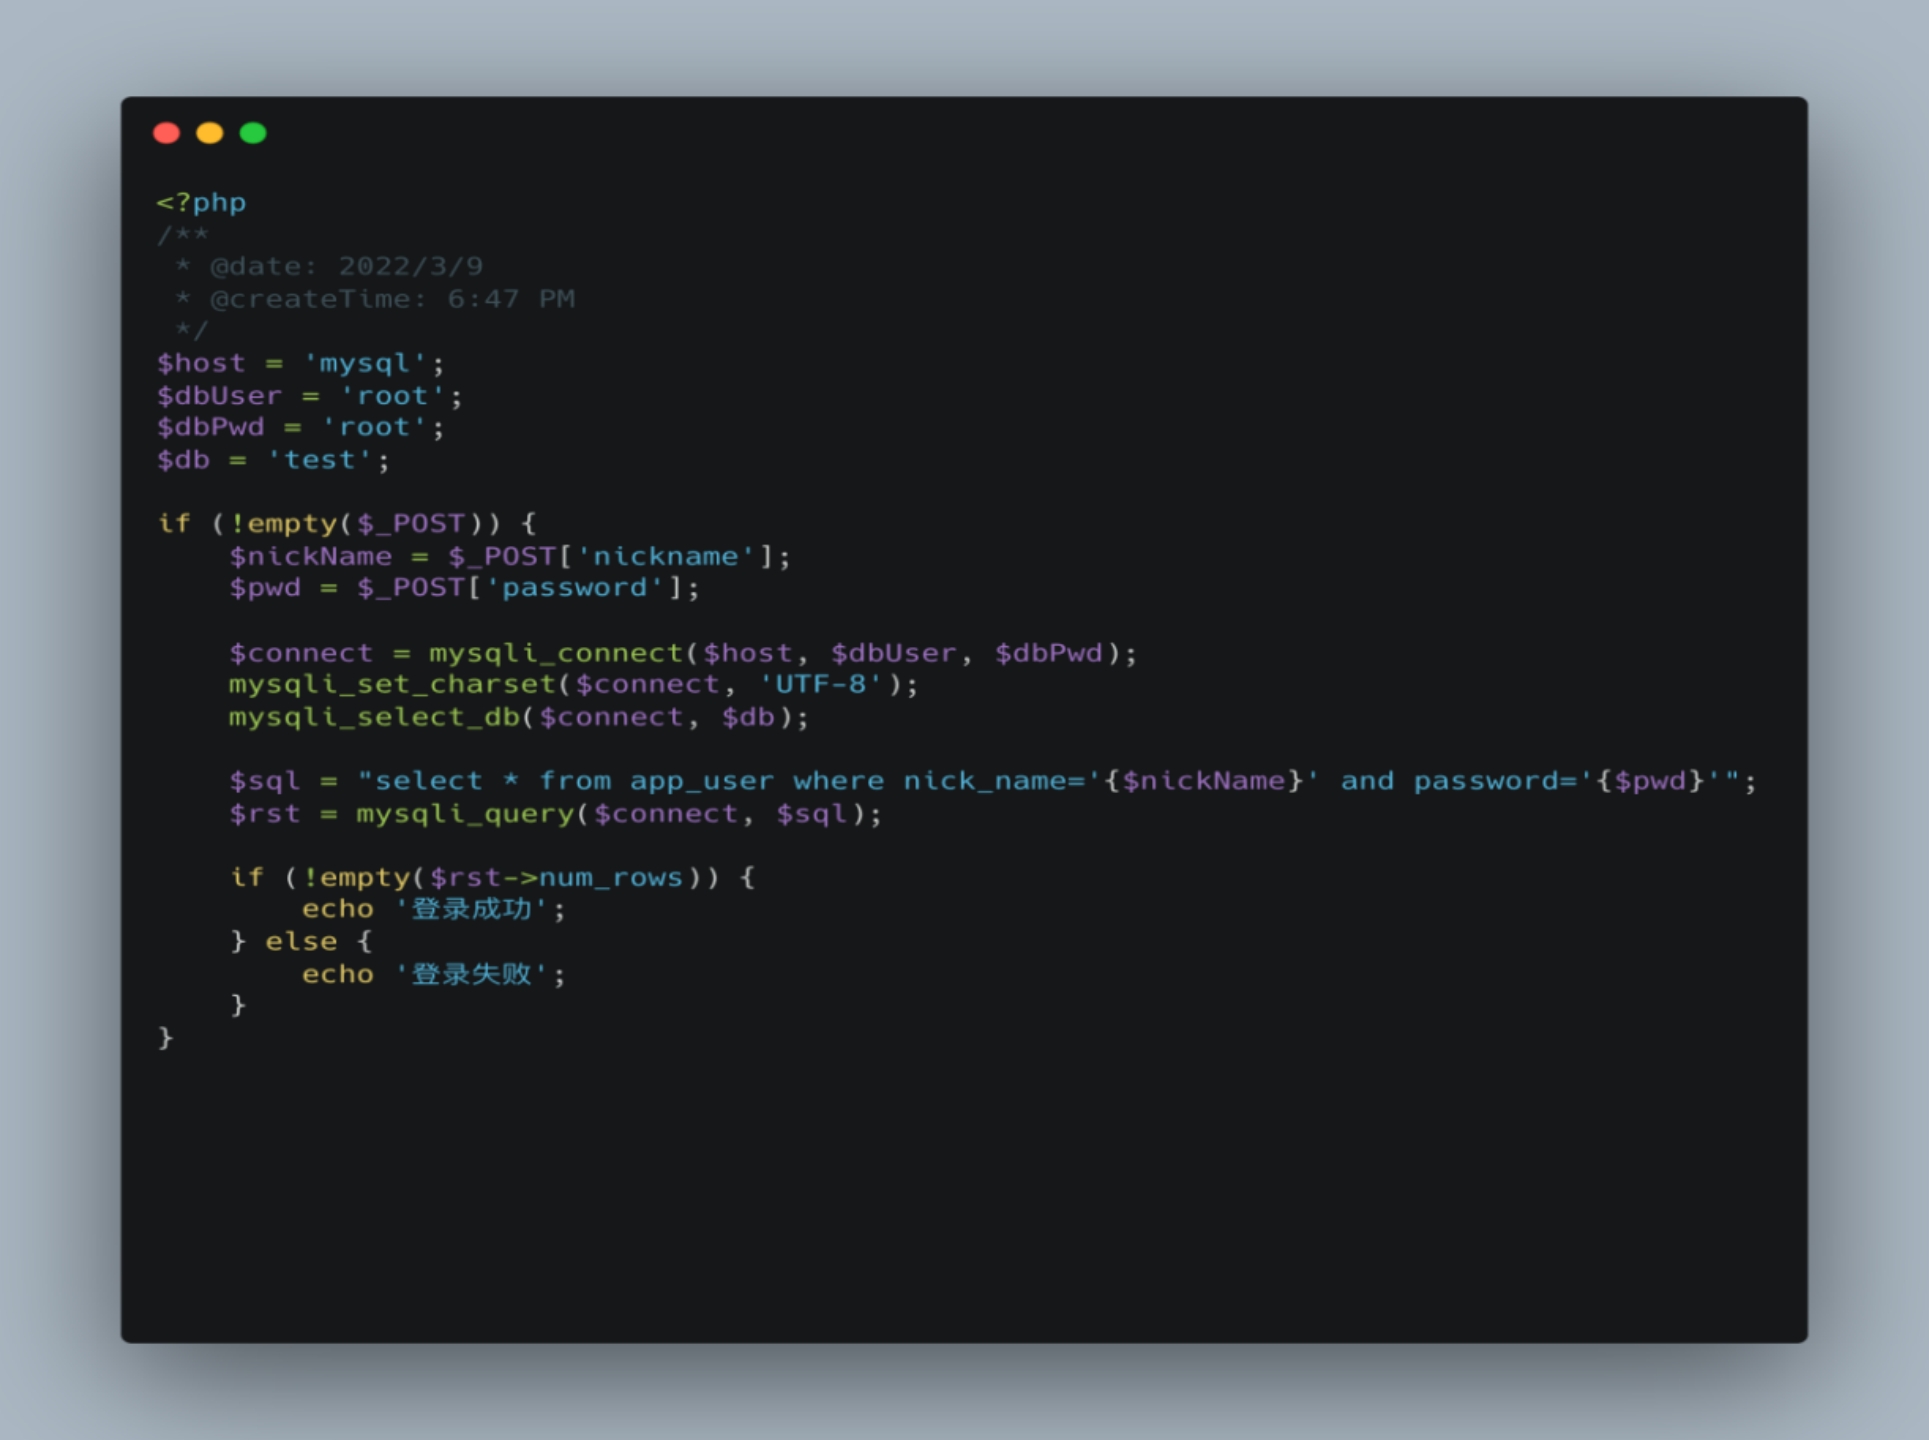 <?php
/**
 * @date: 2022/3/9
 * @createTime: 6:47 PM
 */
$host = 'mysql';
$dbUser = 'root';
$dbPwd = 'root';
$db = 'test';

if (!empty($_POST)) {
    $nickName = $_POST['nickname'];
    $pwd = $_POST['password'];

    $connect = mysqli_connect($host, $dbUser, $dbPwd);
    mysqli_set_charset($connect, 'UTF-8');
    mysqli_select_db($connect, $db);

    $sql = "select * from app_user where nick_name='{$nickName}' and password='{$pwd}'";
    $rst = mysqli_query($connect, $sql);

    if (!empty($rst->num_rows)) {
        echo '登录成功';
    } else {
        echo '登录失败';
    }
}